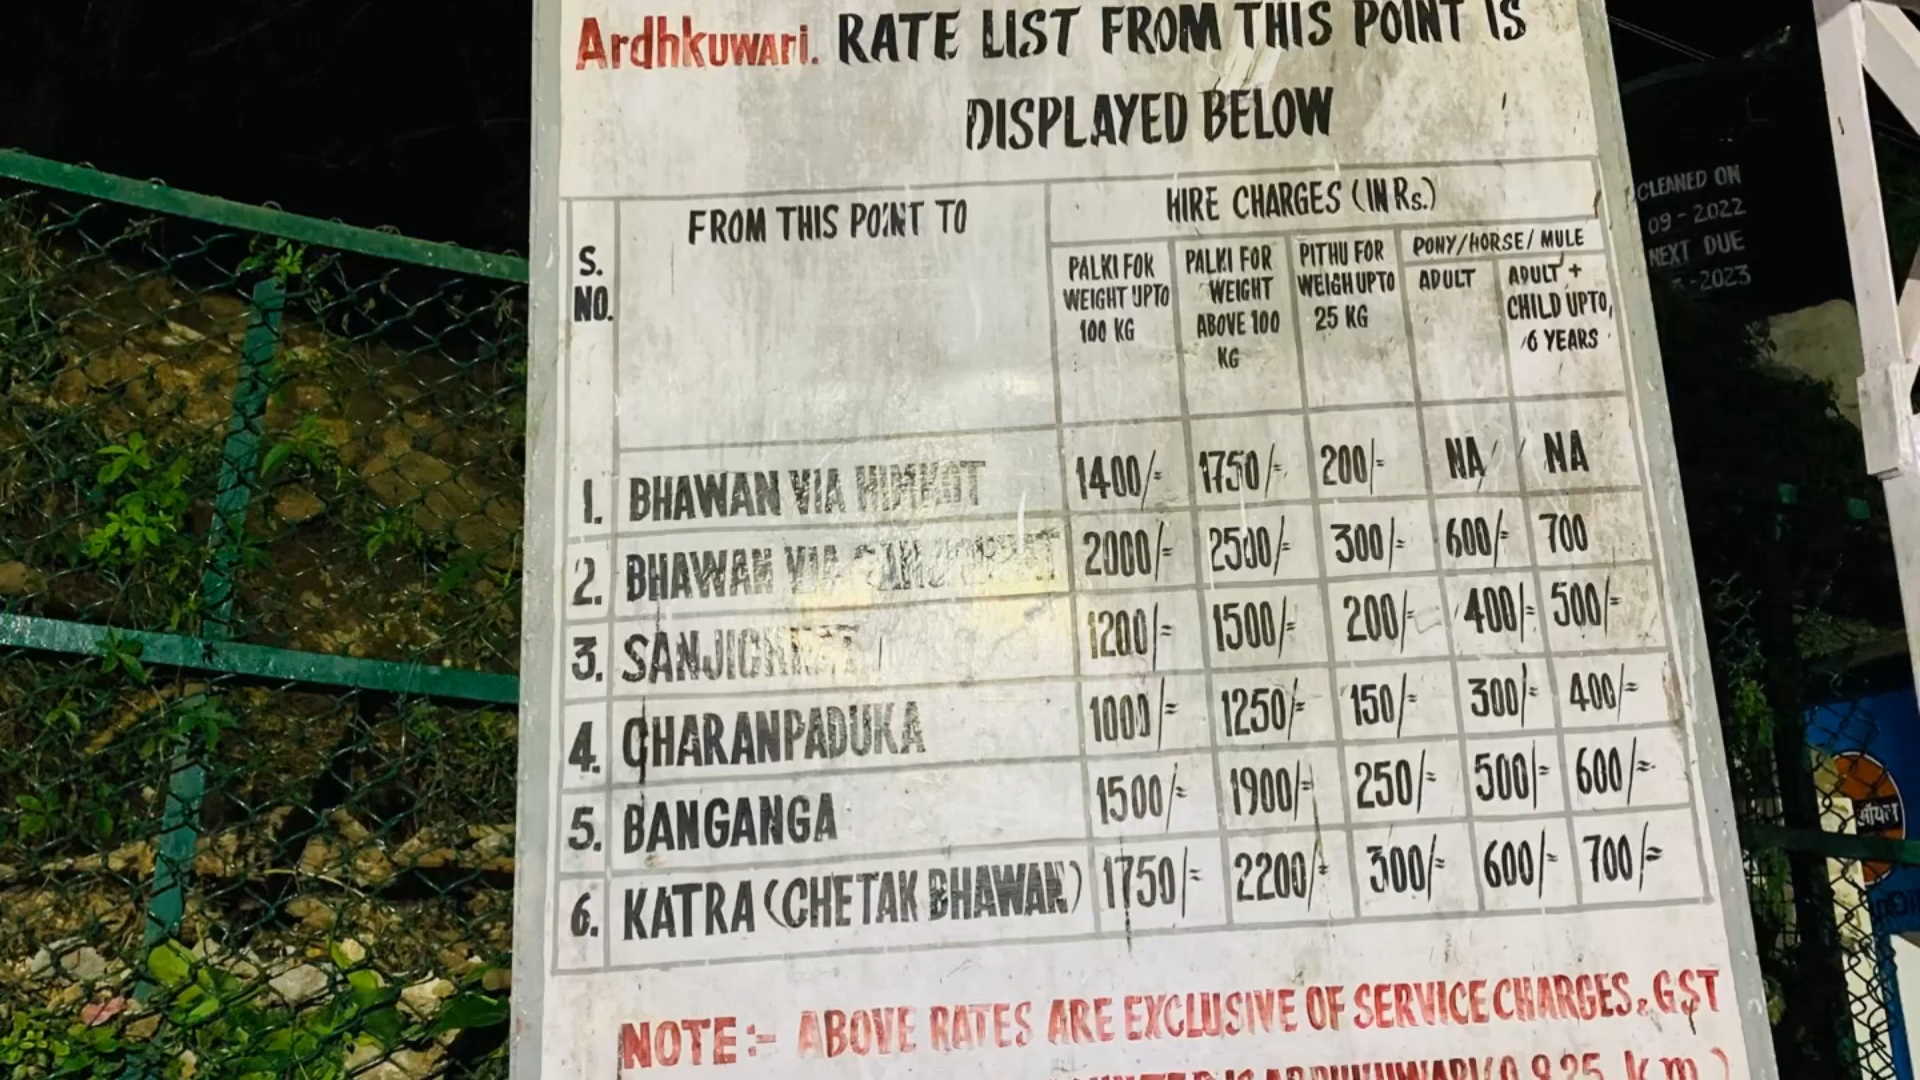 Ardhkuwari. RATE LIST FROM THIS POINT IS
DISPLAYED BELOW
S. NO.
FROM THIS POINT TO
HIRE CHARGES (IN Rs.)
PALKI FOR WEIGHT UPTO 100 KG
PALKI FOR WEIGHT ABOVE 100 KG
PITHU FOR WEIGH UPTO 25 KG
PONY/HORSE/MULE
ADULT
ADULT + CHILD UPTO, 6 YEARS
1. BHAWAN VIA HIMKOT 1400/= 1750/= 200/= NA NA
2. BHAWAN VIA 2000/= 2500/= 300/= 600/= 700
3. 1200/= 1500/= 200/= 400/= 500/=
4. CHARANPADUKA 1000/= 1250/= 150/= 300/= 400/=
5. BANGANGA 1500/= 1900/= 250/= 500/= 600/=
6. KATRA (CHETAK BHAWAN) 1750/= 2200/= 300/= 600/= 700/=
NOTE:- ABOVE RATES ARE EXCLUSIVE OF SERVICE CHARGES & GST
CLEANED ON
09-2022
NEXT DUE
-2023
ऑयल